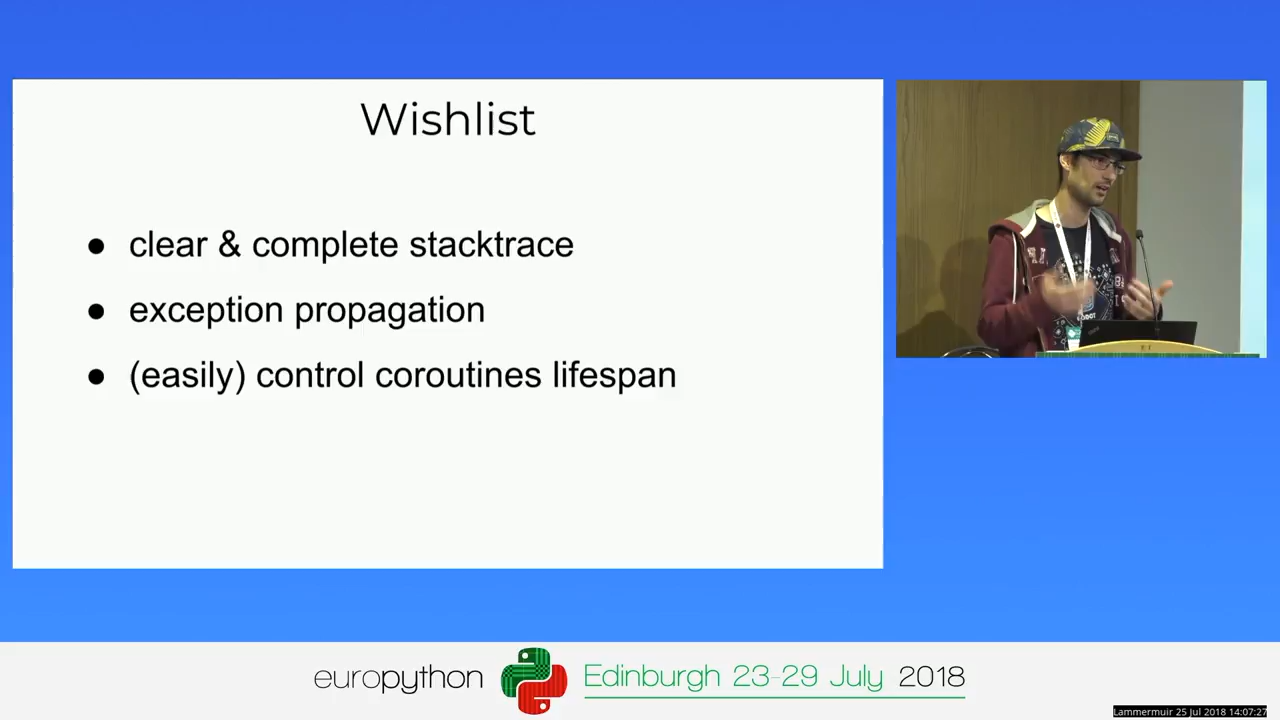 Wishlist
● clear & complete stacktrace
● exception propagation
● (easily) control coroutines lifespan
europython
Edinburgh 23-29 July 2018
Lammermuir 25 Jul 2018 14:07:27